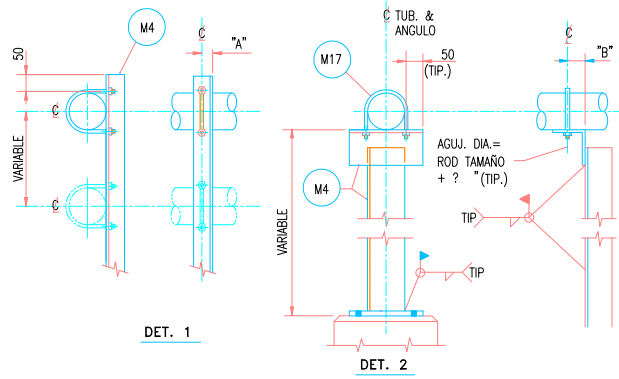 M4
℄
"A"
50
℄
VARIABLE
℄
DET. 1
℄ TUB. &
ANGULO
M17
50
(TIP.)
M4
VARIABLE
AGUJ. DIA.=
ROD TAMAÑO
+ ? "(TIP.)
TIP
DET. 2
℄
"B"
TIP